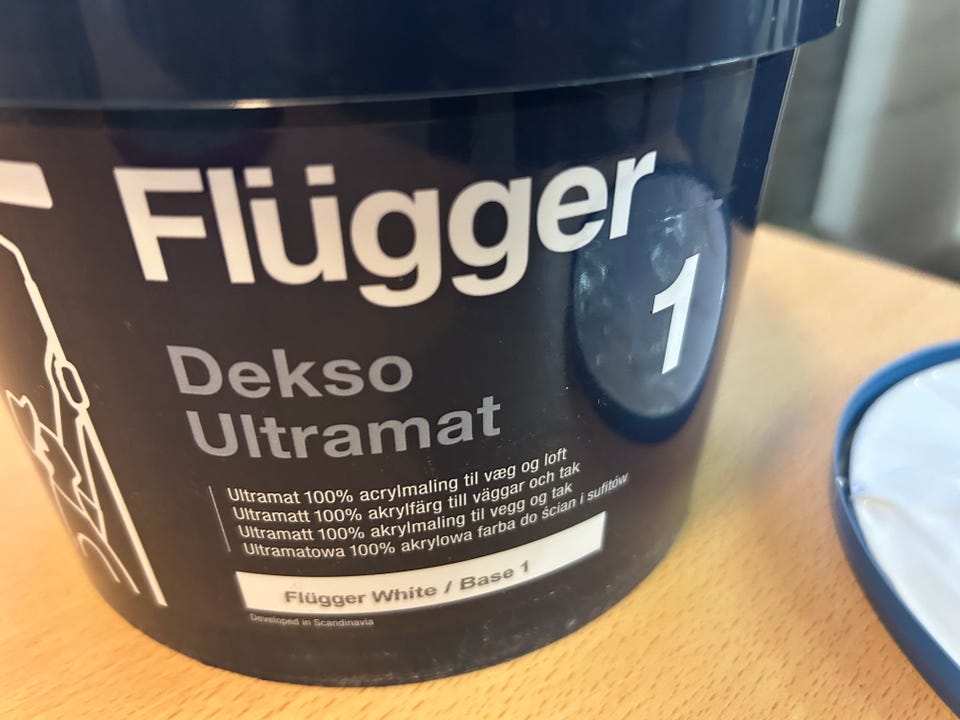 Flügger
1
Dekso
Ultramat
Ultramat 100% acrylmaling til væg og loft
Ultramatt 100% akrylfärg till väggar och tak
Ultramatt 100% akrylmaling til vegg og tak
Ultramatowa 100% akrylowa farba do ścian i sufitów
Flügger White / Base 1
Developed in Scandinavia